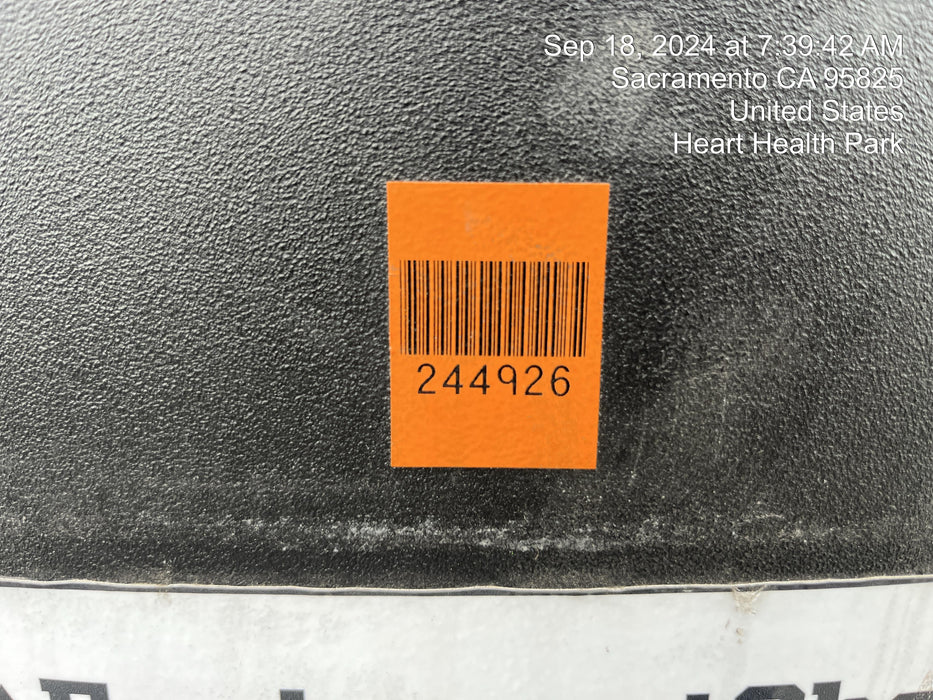 Sep 18, 2024 at 7:39:42 AM
Sacramento CA 95825
United States
Heart Health Park
244926